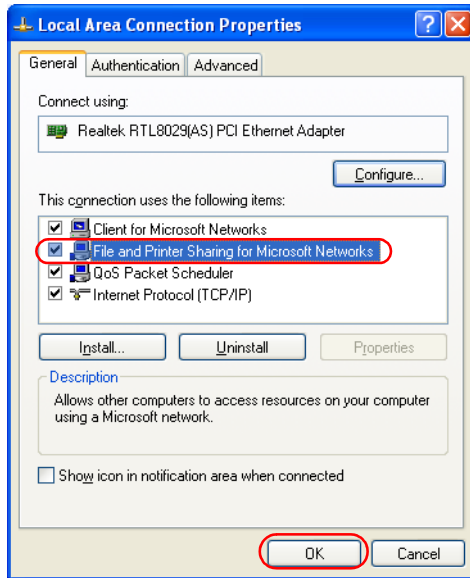 Local Area Connection Properties
General Authentication Advanced
Connect using:
Realtek RTL8029(AS) PCI Ethernet Adapter
Configure...
This connection uses the following items:
Client for Microsoft Networks
File and Printer Sharing for Microsoft Networks
QoS Packet Scheduler
Internet Protocol (TCP/IP)
Install... Uninstall Properties
Description
Allows other computers to access resources on your computer
using a Microsoft network.
Show icon in notification area when connected
OK Cancel